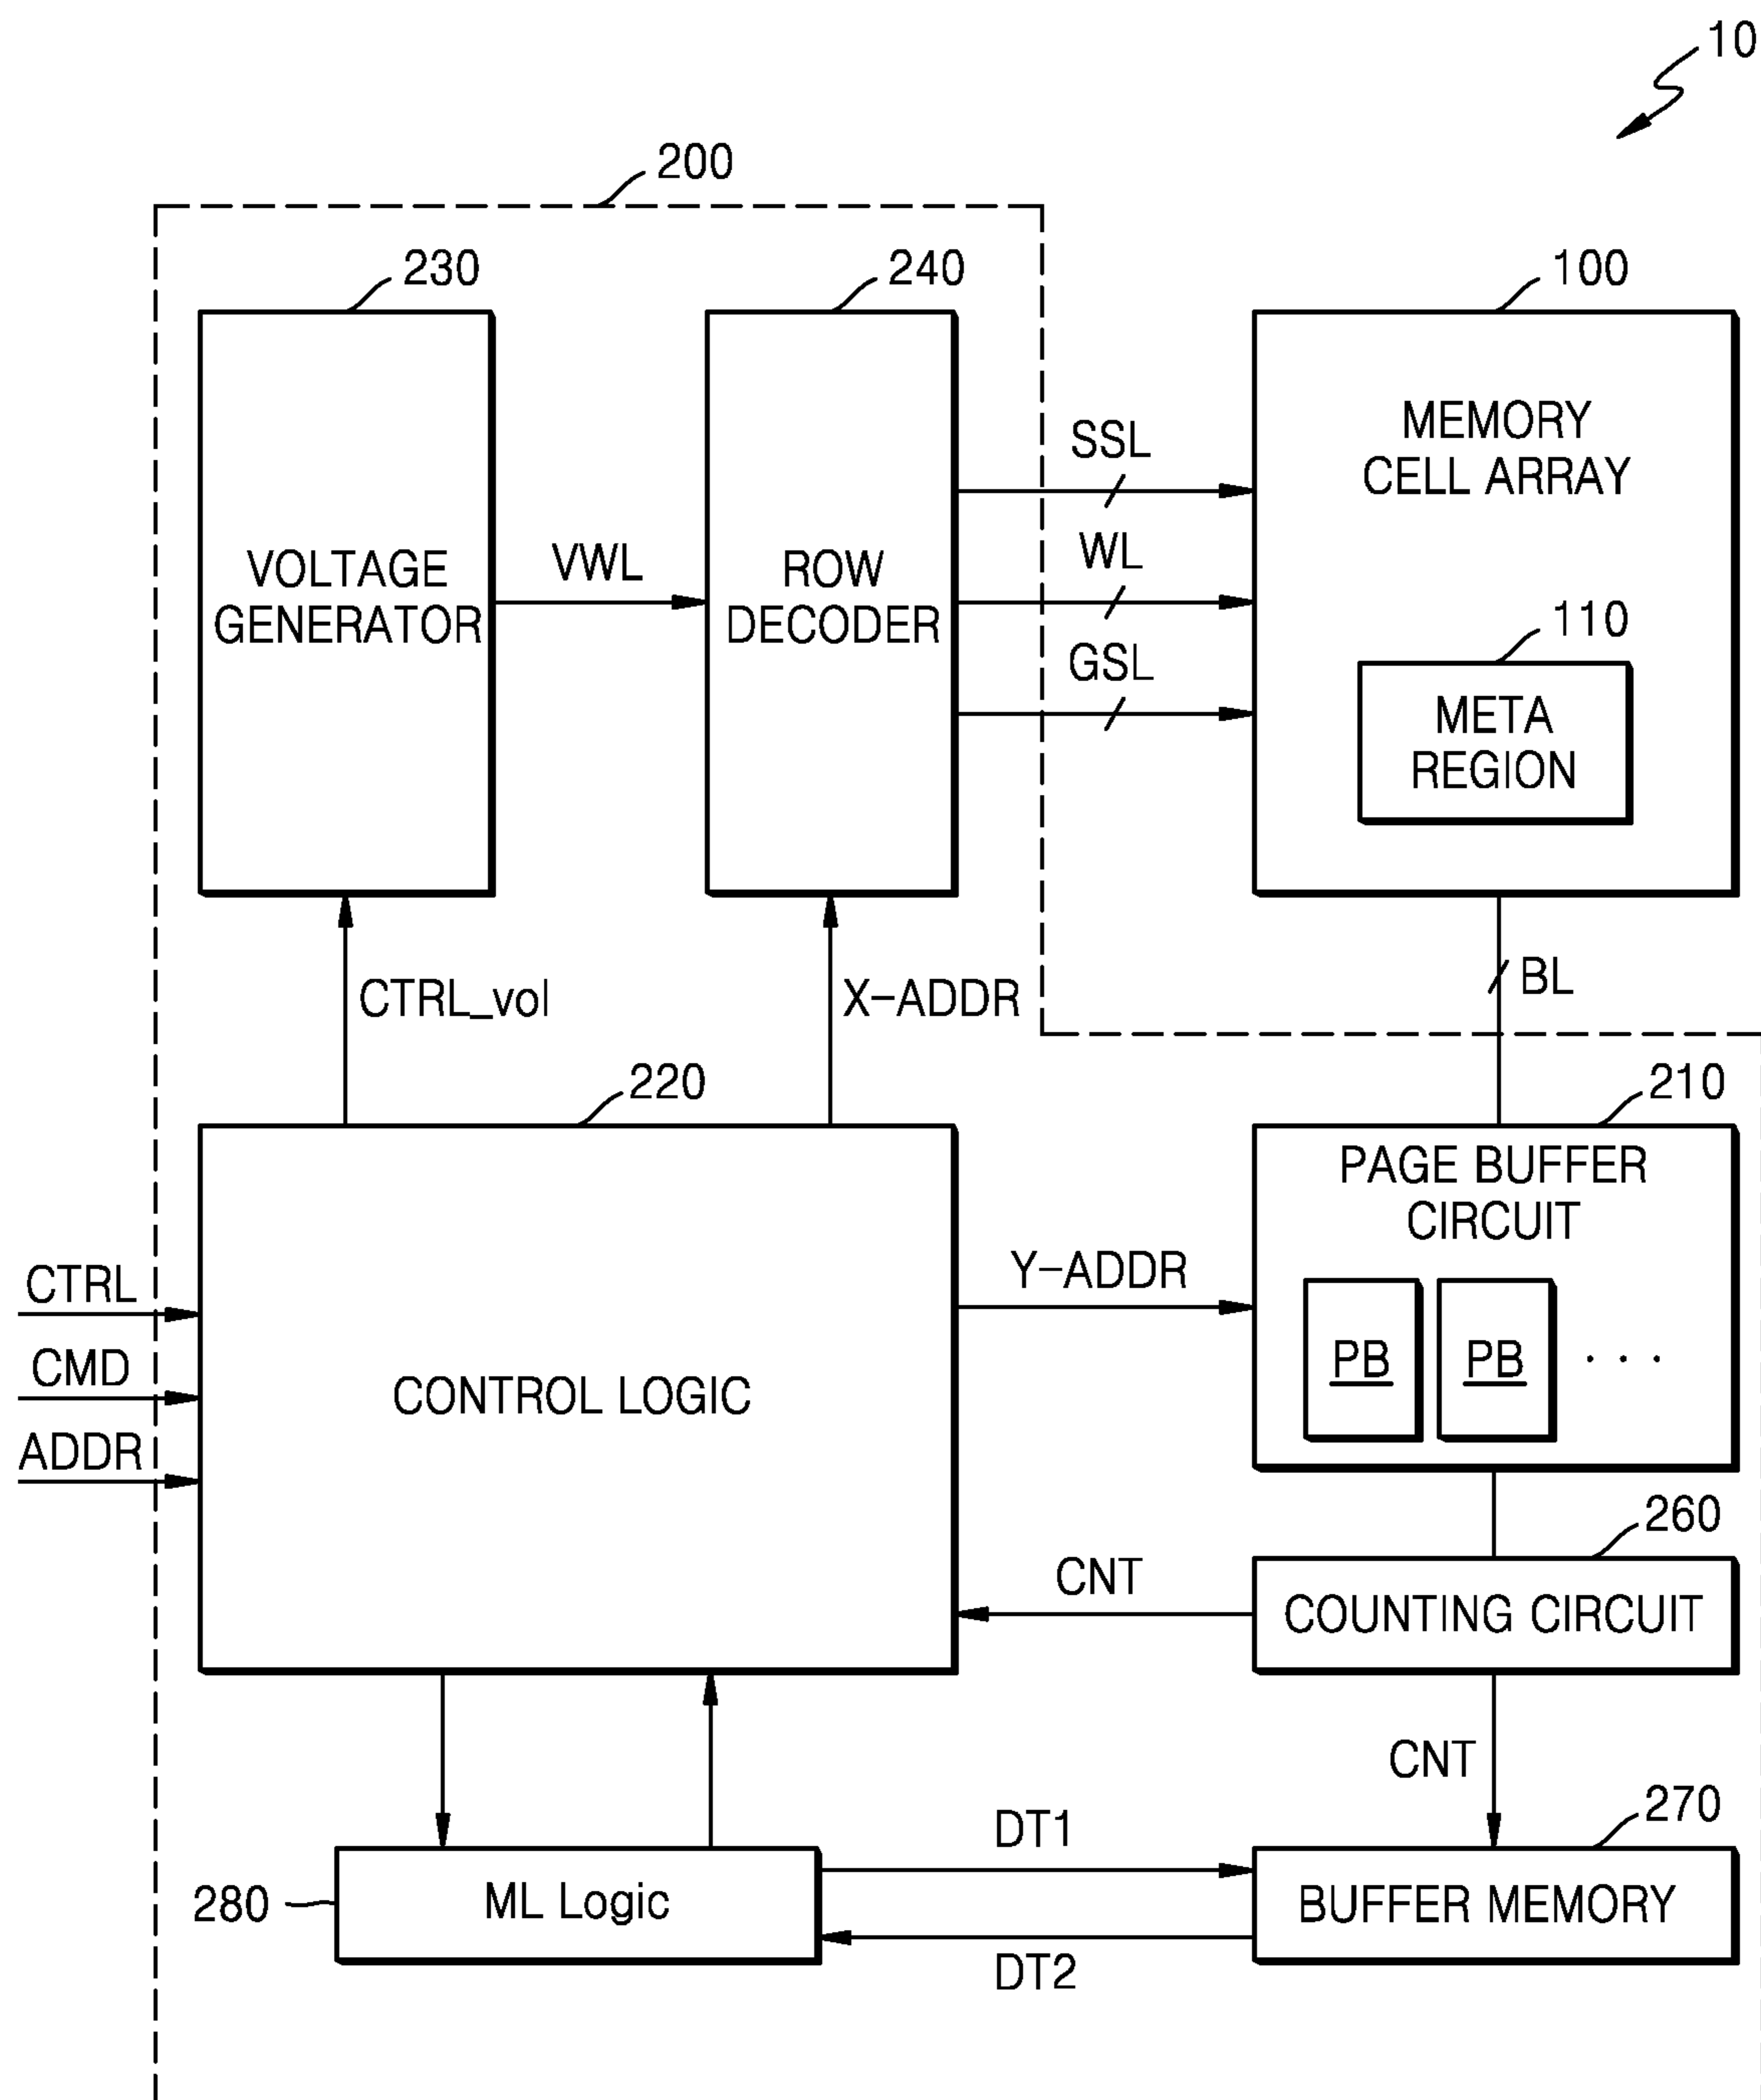 10
200
230
240
100
VOLTAGE
GENERATOR
VWL
ROW
DECODER
SSL
WL
GSL
MEMORY
CELL ARRAY
110
META
REGION
CTRL_vol
X-ADDR
BL
220
210
CTRL
CMD
ADDR
CONTROL LOGIC
Y-ADDR
PAGE BUFFER
CIRCUIT
PB
PB
. . .
260
CNT
COUNTING CIRCUIT
CNT
270
280
ML Logic
DT1
DT2
BUFFER MEMORY